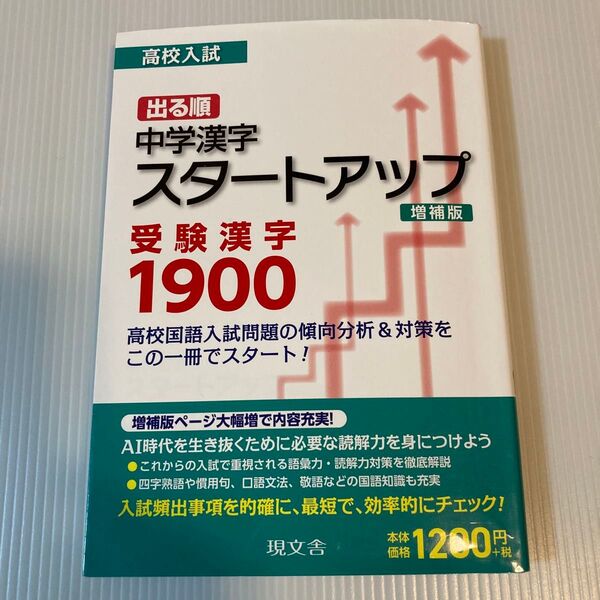 高校入試
出る順
中学漢字
スタートアップ
増補版
受験漢字
1900
高校国語入試問題の傾向分析&対策を
この一冊でスタート!
増補版ページ大幅増で内容充実!
AI時代を生き抜くために必要な読解力を身につけよう
●これからの入試で重視される語彙力・読解力対策を徹底解説
●四字熟語や慣用句、口語文法、敬語などの国語知識も充実
入試頻出事項を的確に、最短で、効率的にチェック!
現文舎
本体価格1200円+税